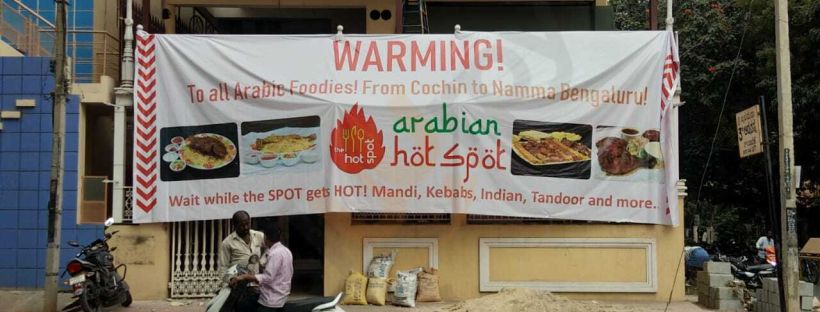 WARMING!
To all Arabic Foodies! From Cochin to Namma Bengaluru!
the
hot spot
arabian
höt spöt
Wait while the SPOT gets HOT! Mandi, Kebabs, Indian, Tandoor and more..